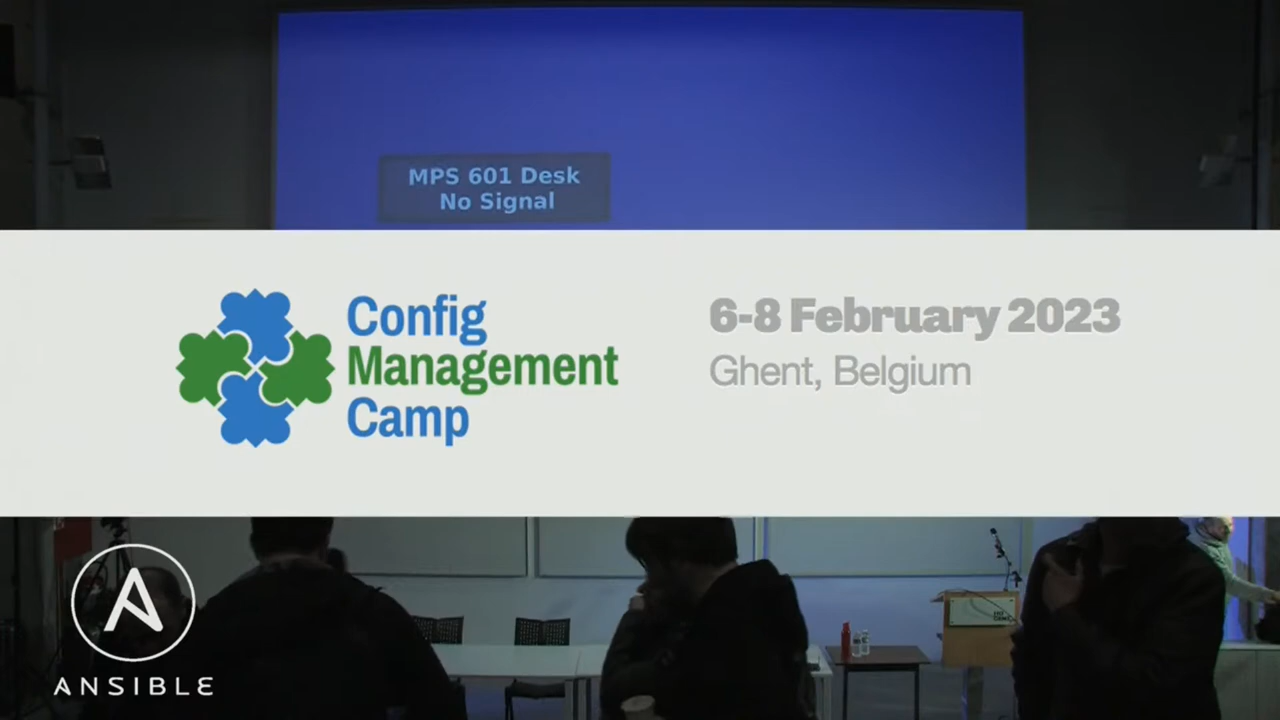 MPS 601 Desk
No Signal
Config
Management
Camp
6-8 February 2023
Ghent, Belgium
ANSIBLE